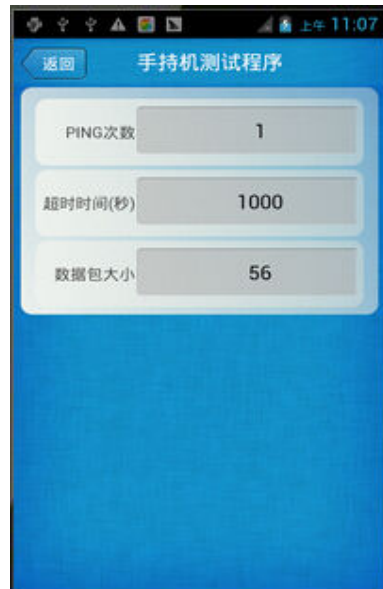 上午 11:07
返回 手持机测试程序
PING次数 1
超时时间(秒) 1000
数据包大小 56